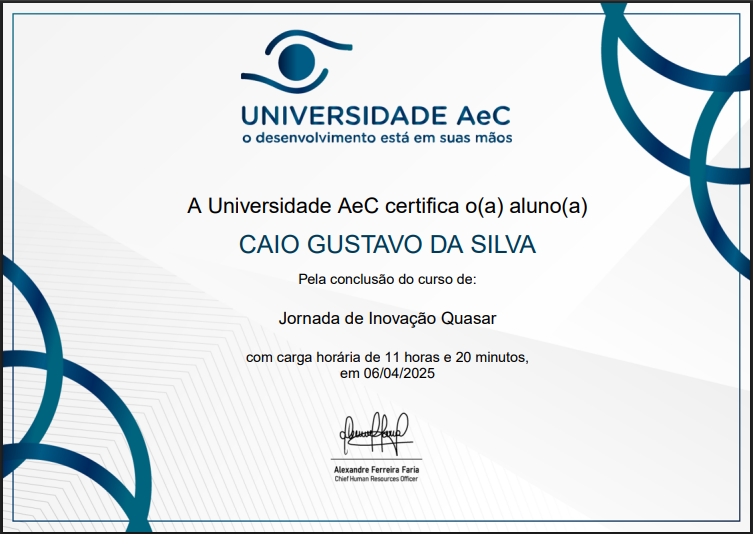 UNIVERSIDADE AeC
o desenvolvimento está em suas mãos
A Universidade AeC certifica o(a) aluno(a)
CAIO GUSTAVO DA SILVA
Pela conclusão do curso de:
Jornada de Inovação Quasar
com carga horária de 11 horas e 20 minutos,
em 06/04/2025
Alexandre Ferreira Faria
Chief Human Resources Officer